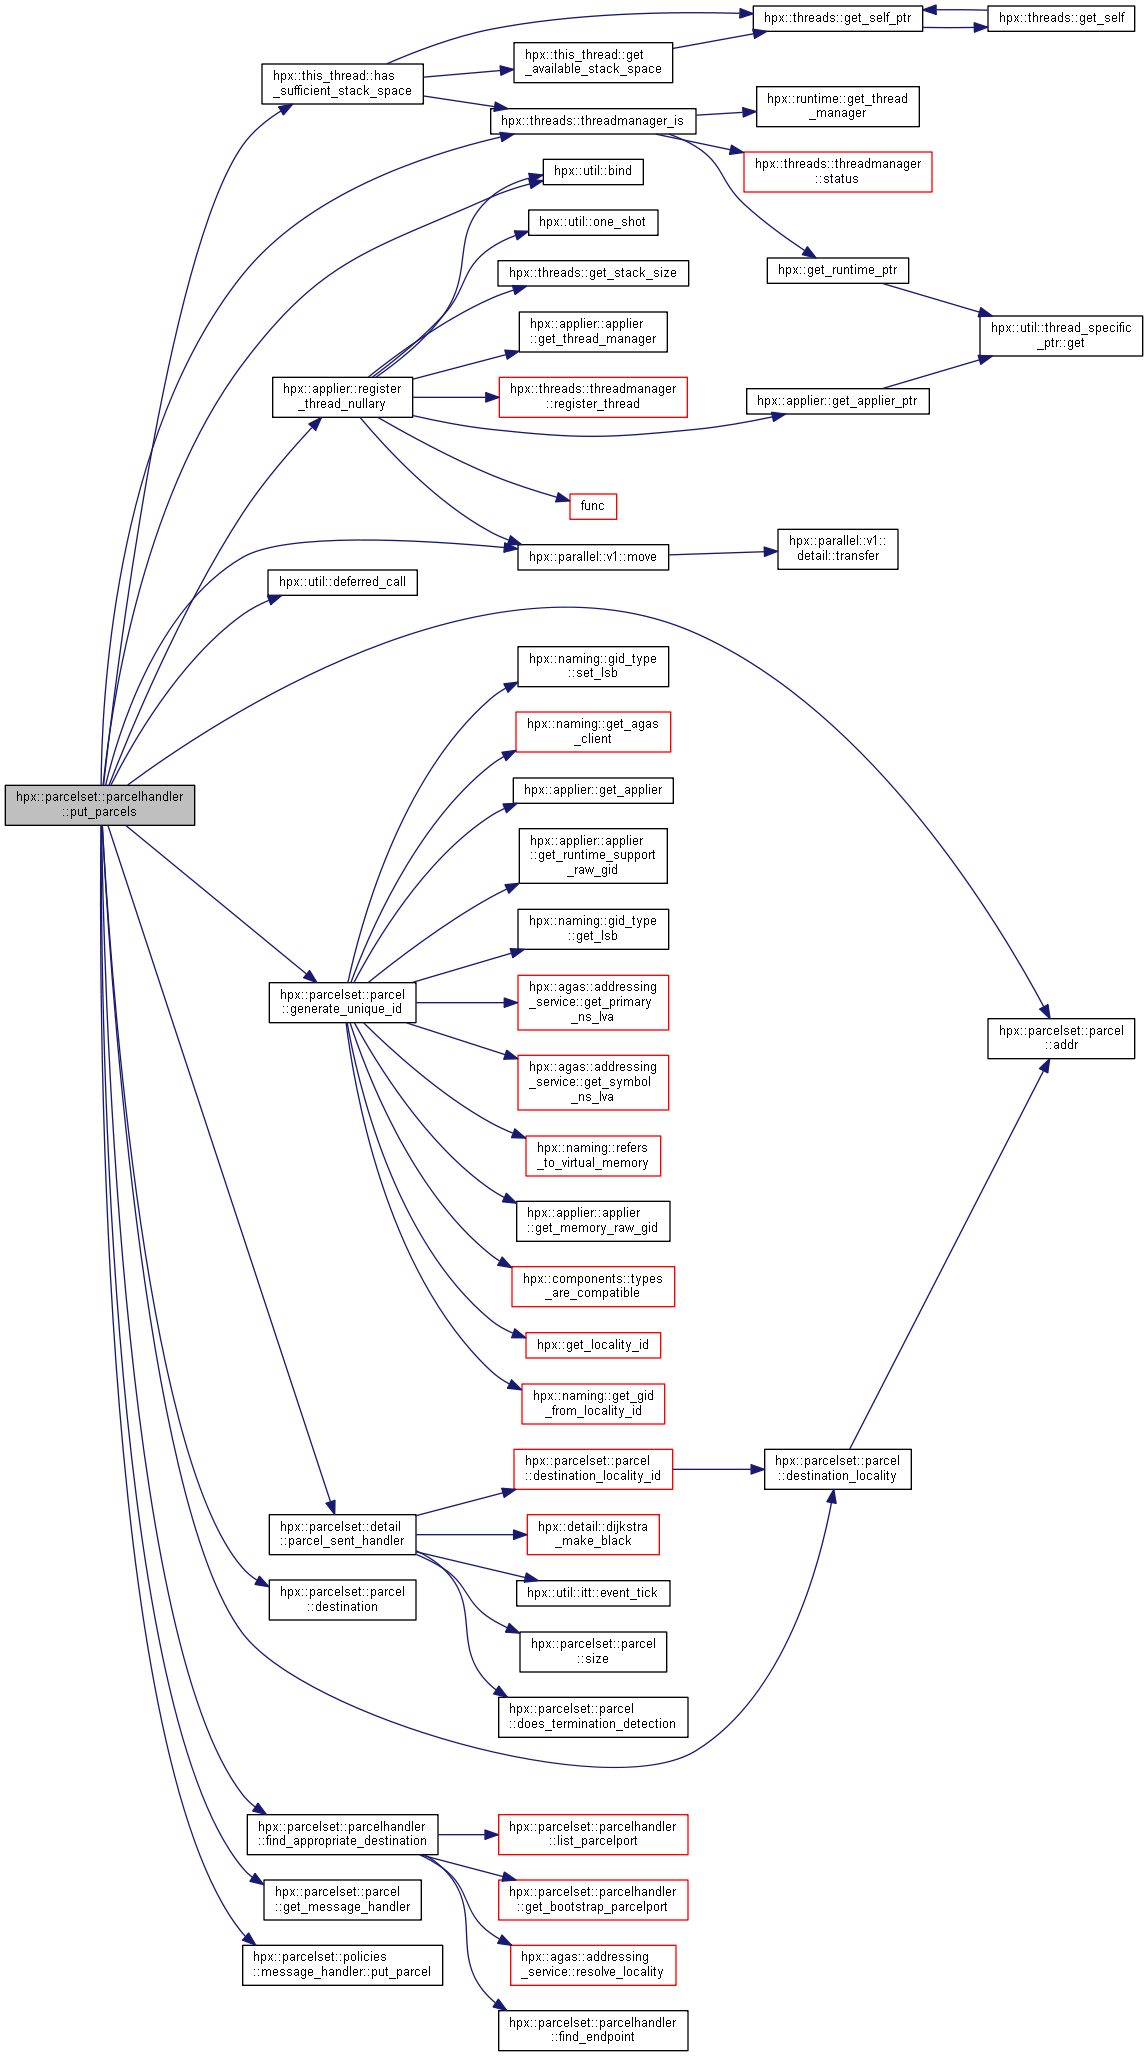 hpx::threads::get_self_ptr
hpx::threads::get_self
hpx::this_thread::get
_available_stack_space
hpx::this_thread::has
_sufficient_stack_space
hpx::runtime::get_thread
_manager
hpx::threads::threadmanager_is
hpx::threads::threadmanager
::status
hpx::util::bind
hpx::util::one_shot
hpx::threads::get_stack_size
hpx::get_runtime_ptr
hpx::applier::applier
::get_thread_manager
hpx::util::thread_specific
_ptr::get
hpx::applier::register
_thread_nullary
hpx::threads::threadmanager
::register_thread
hpx::applier::get_applier_ptr
func
hpx::parallel::v1::move
hpx::parallel::v1::
detail::transfer
hpx::util::deferred_call
hpx::naming::gid_type
::set_lsb
hpx::naming::get_agas
_client
hpx::parcelset::parcelhandler
::put_parcels
hpx::applier::get_applier
hpx::applier::applier
::get_runtime_support
_raw_gid
hpx::naming::gid_type
::get_lsb
hpx::parcelset::parcel
::generate_unique_id
hpx::agas::addressing
_service::get_primary
_ns_lva
hpx::parcelset::parcel
::addr
hpx::agas::addressing
_service::get_symbol
_ns_lva
hpx::naming::refers
_to_virtual_memory
hpx::applier::applier
::get_memory_raw_gid
hpx::components::types
_are_compatible
hpx::get_locality_id
hpx::naming::get_gid
_from_locality_id
hpx::parcelset::parcel
::destination_locality_id
hpx::parcelset::parcel
::destination_locality
hpx::parcelset::detail
::parcel_sent_handler
hpx::detail::dijkstra
_make_black
hpx::util::itt::event_tick
hpx::parcelset::parcel
::destination
hpx::parcelset::parcel
::size
hpx::parcelset::parcel
::does_termination_detection
hpx::parcelset::parcelhandler
::find_appropriate_destination
hpx::parcelset::parcelhandler
::list_parcelport
hpx::parcelset::parcel
::get_message_handler
hpx::parcelset::parcelhandler
::get_bootstrap_parcelport
hpx::parcelset::policies
::message_handler::put_parcel
hpx::agas::addressing
_service::resolve_locality
hpx::parcelset::parcelhandler
::find_endpoint